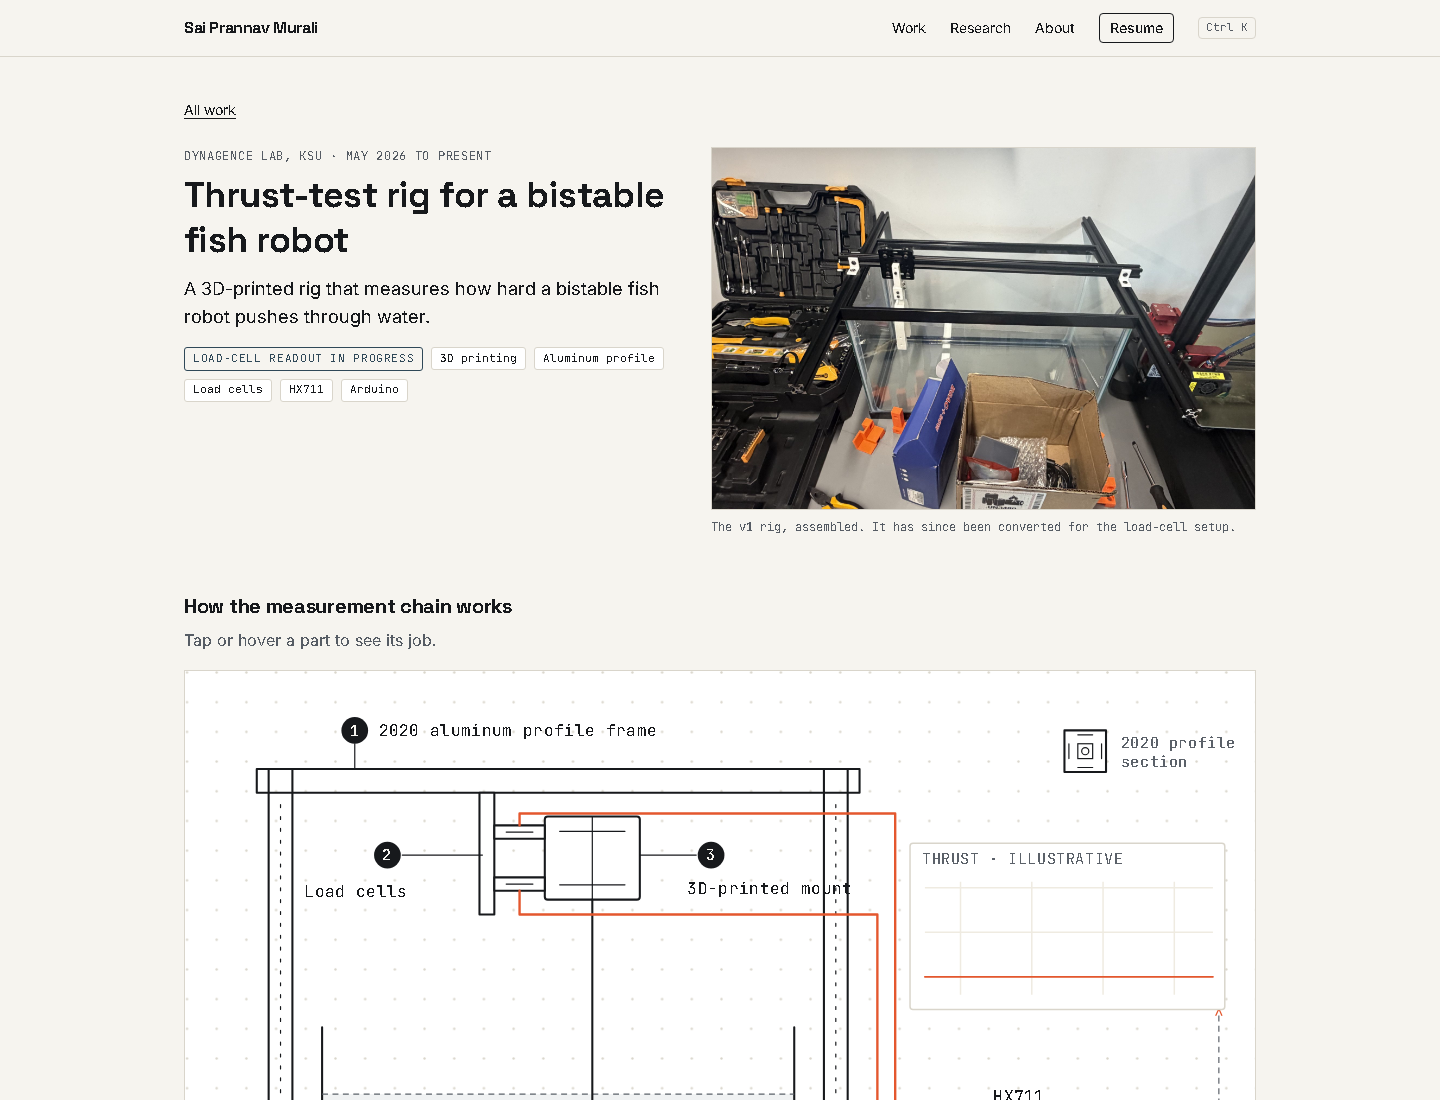 Sai Prannav Murali
Work
Research
About
Resume
Ctrl K
All work
DYNAGENCE LAB, KSU · MAY 2026 TO PRESENT
Thrust-test rig for a bistable
fish robot
A 3D-printed rig that measures how hard a bistable fish
robot pushes through water.
LOAD-CELL READOUT IN PROGRESS
3D printing
Aluminum profile
Load cells
HX711
Arduino
The v1 rig, assembled. It has since been converted for the load-cell setup.
How the measurement chain works
Tap or hover a part to see its job.
1 2020 aluminum profile frame
2020 profile
section
2
Load cells
3
3D-printed mount
THRUST · ILLUSTRATIVE
HX711